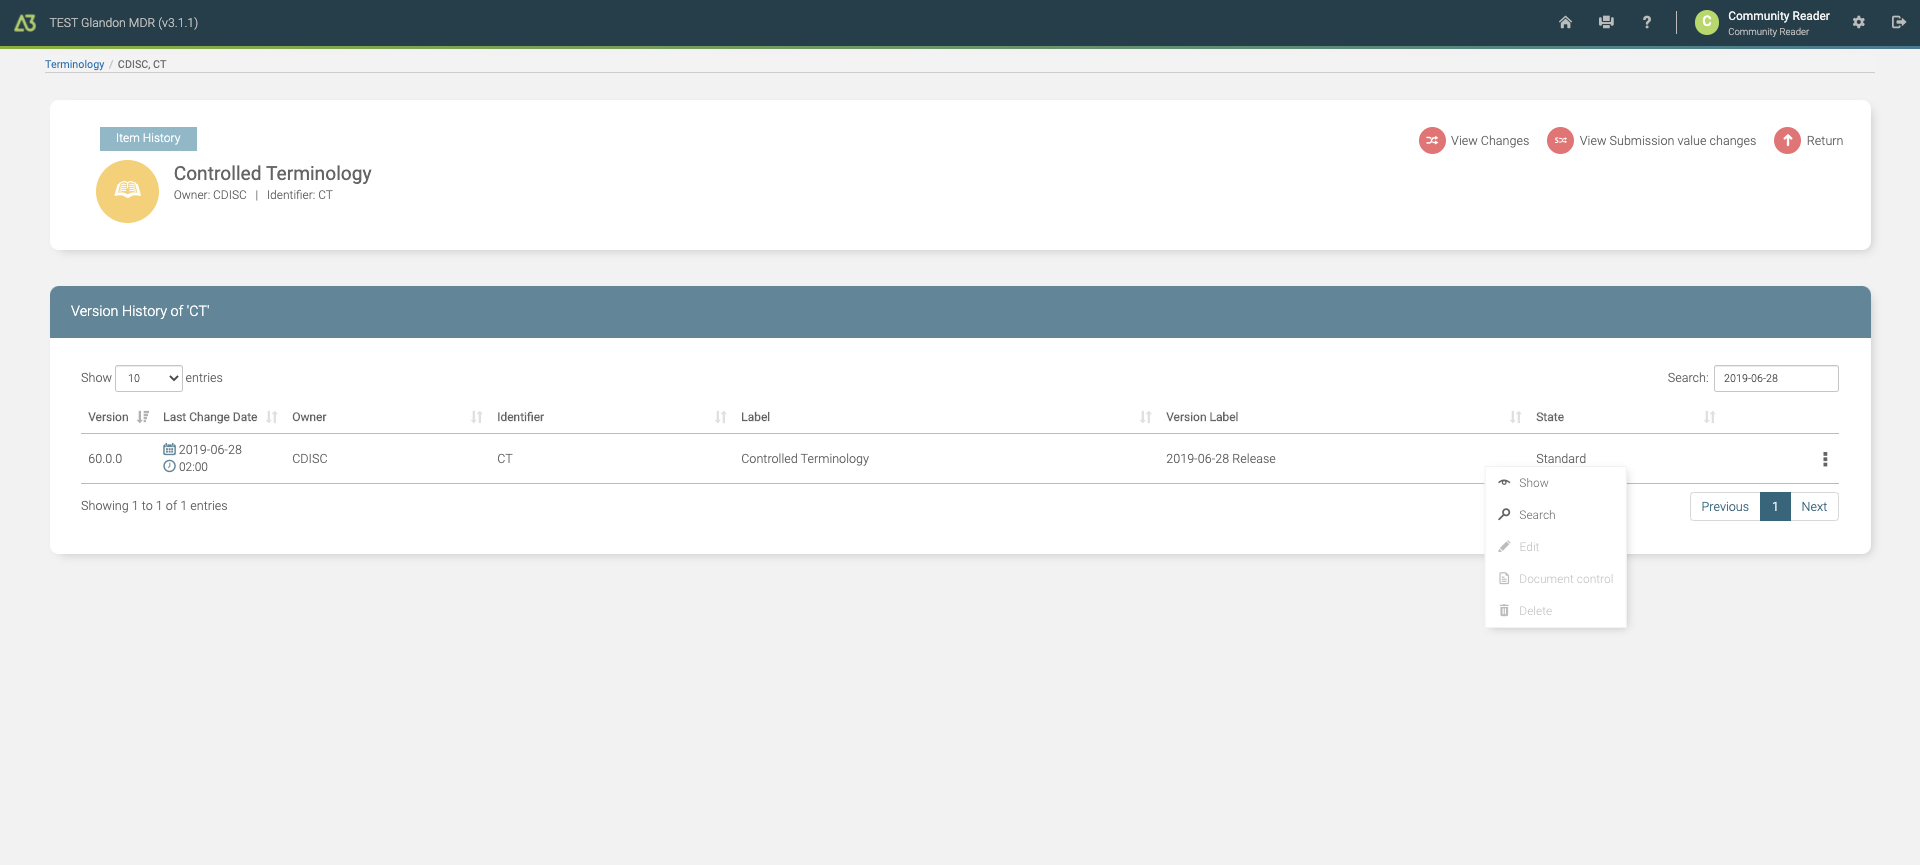 TEST Glandon MDR (v3.1.1)
C
Community Reader
Community Reader
Terminology / CDISC, CT
Item History
View Changes
View Submission value changes
Return
Controlled Terminology
Owner: CDISC | Identifier: CT
Version History of 'CT'
Show 10 entries
Search: 2019-06-28
Version Last Change Date Owner Identifier Label Version Label State
60.0.0 2019-06-28 02:00 CDISC CT Controlled Terminology 2019-06-28 Release Standard
Showing 1 to 1 of 1 entries
Previous 1 Next
Show
Search
Edit
Document control
Delete